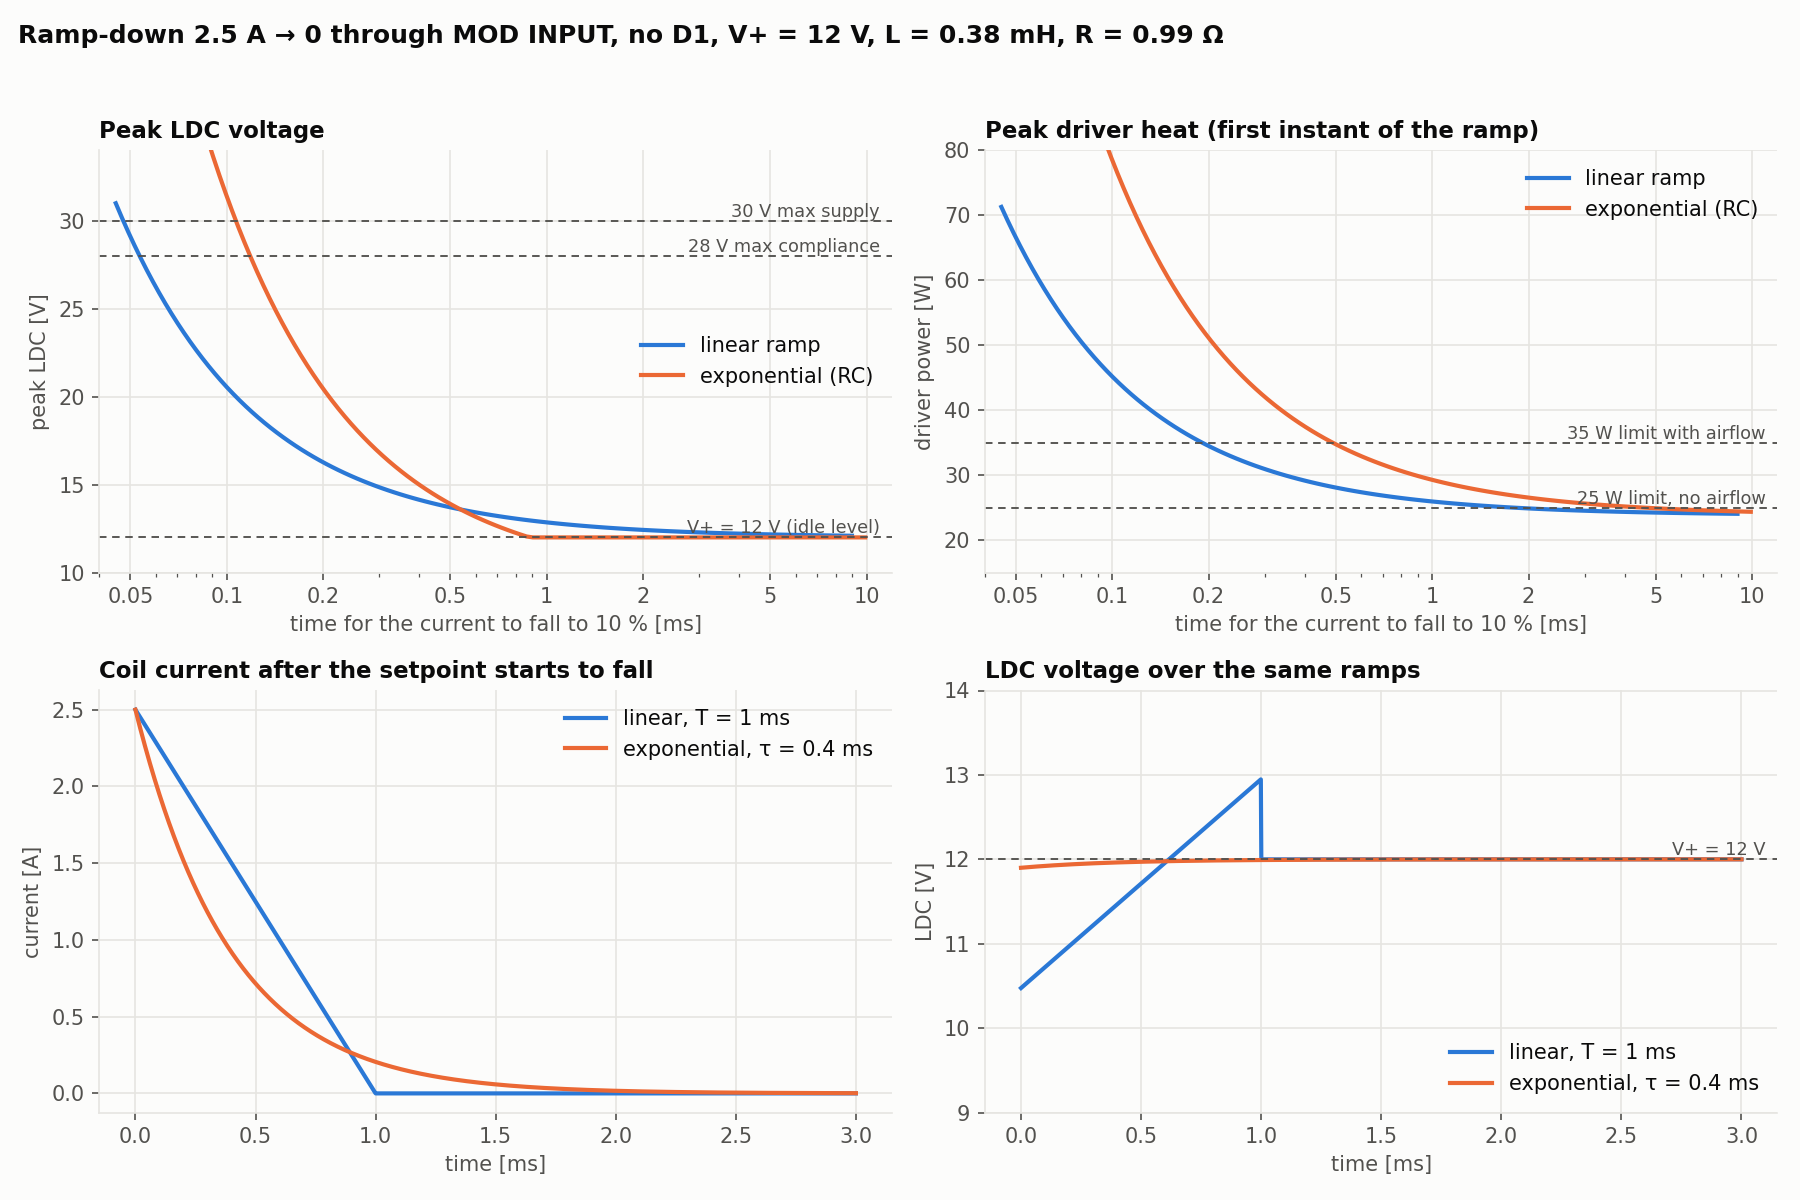 Ramp-down 2.5 A → 0 through MOD INPUT, no D1, V+ = 12 V, L = 0.38 mH, R = 0.99 Ω
Peak LDC voltage
peak LDC [V]
30
25
20
15
10
30 V max supply
28 V max compliance
linear ramp
exponential (RC)
V+ = 12 V (idle level)
0.05 0.1 0.2 0.5 1 2 5 10
time for the current to fall to 10 % [ms]
Peak driver heat (first instant of the ramp)
driver power [W]
80
70
60
50
40
30
20
linear ramp
exponential (RC)
35 W limit with airflow
25 W limit, no airflow
0.05 0.1 0.2 0.5 1 2 5 10
time for the current to fall to 10 % [ms]
Coil current after the setpoint starts to fall
current [A]
2.5
2.0
1.5
1.0
0.5
0.0
linear, T = 1 ms
exponential, τ = 0.4 ms
0.0 0.5 1.0 1.5 2.0 2.5 3.0
time [ms]
LDC voltage over the same ramps
LDC [V]
14
13
12
11
10
9
V+ = 12 V
linear, T = 1 ms
exponential, τ = 0.4 ms
0.0 0.5 1.0 1.5 2.0 2.5 3.0
time [ms]